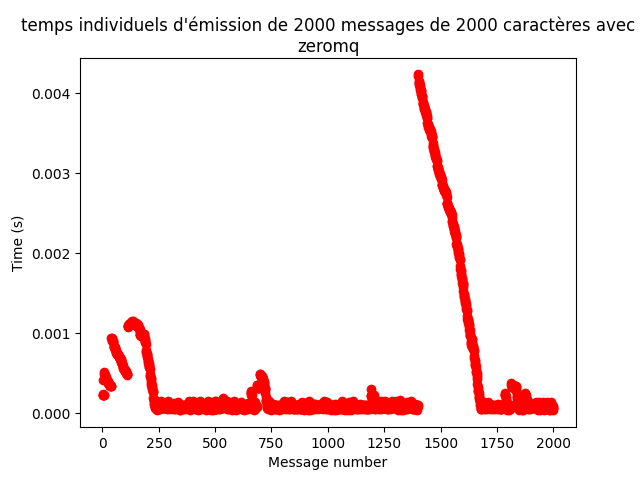 temps individuels d'émission de 2000 messages de 2000 caractères avec
zeromq
0.004
0.003
0.002
0.001
0.000
Time (s)
0 250 500 750 1000 1250 1500 1750 2000
Message number